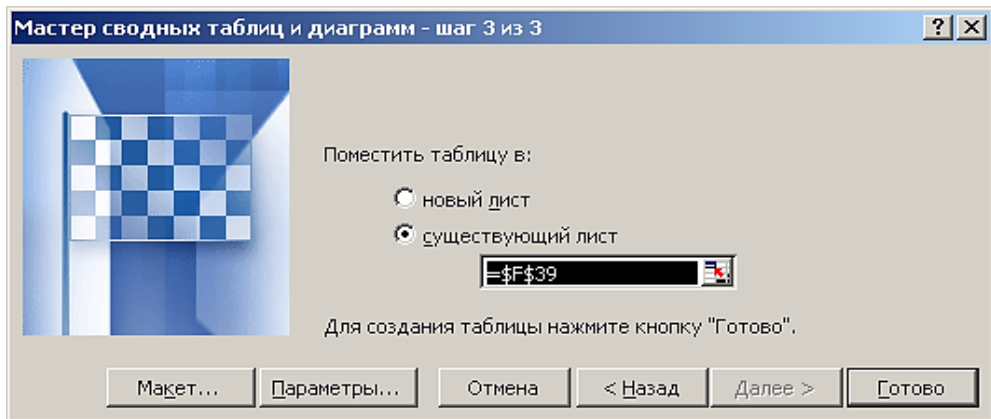 Мастер сводных таблиц и диаграмм - шаг 3 из 3
Поместить таблицу в:
новый лист
существующий лист
=$F$39
Для создания таблицы нажмите кнопку "Готово".
Макет... Параметры... Отмена < Назад Далее > Готово